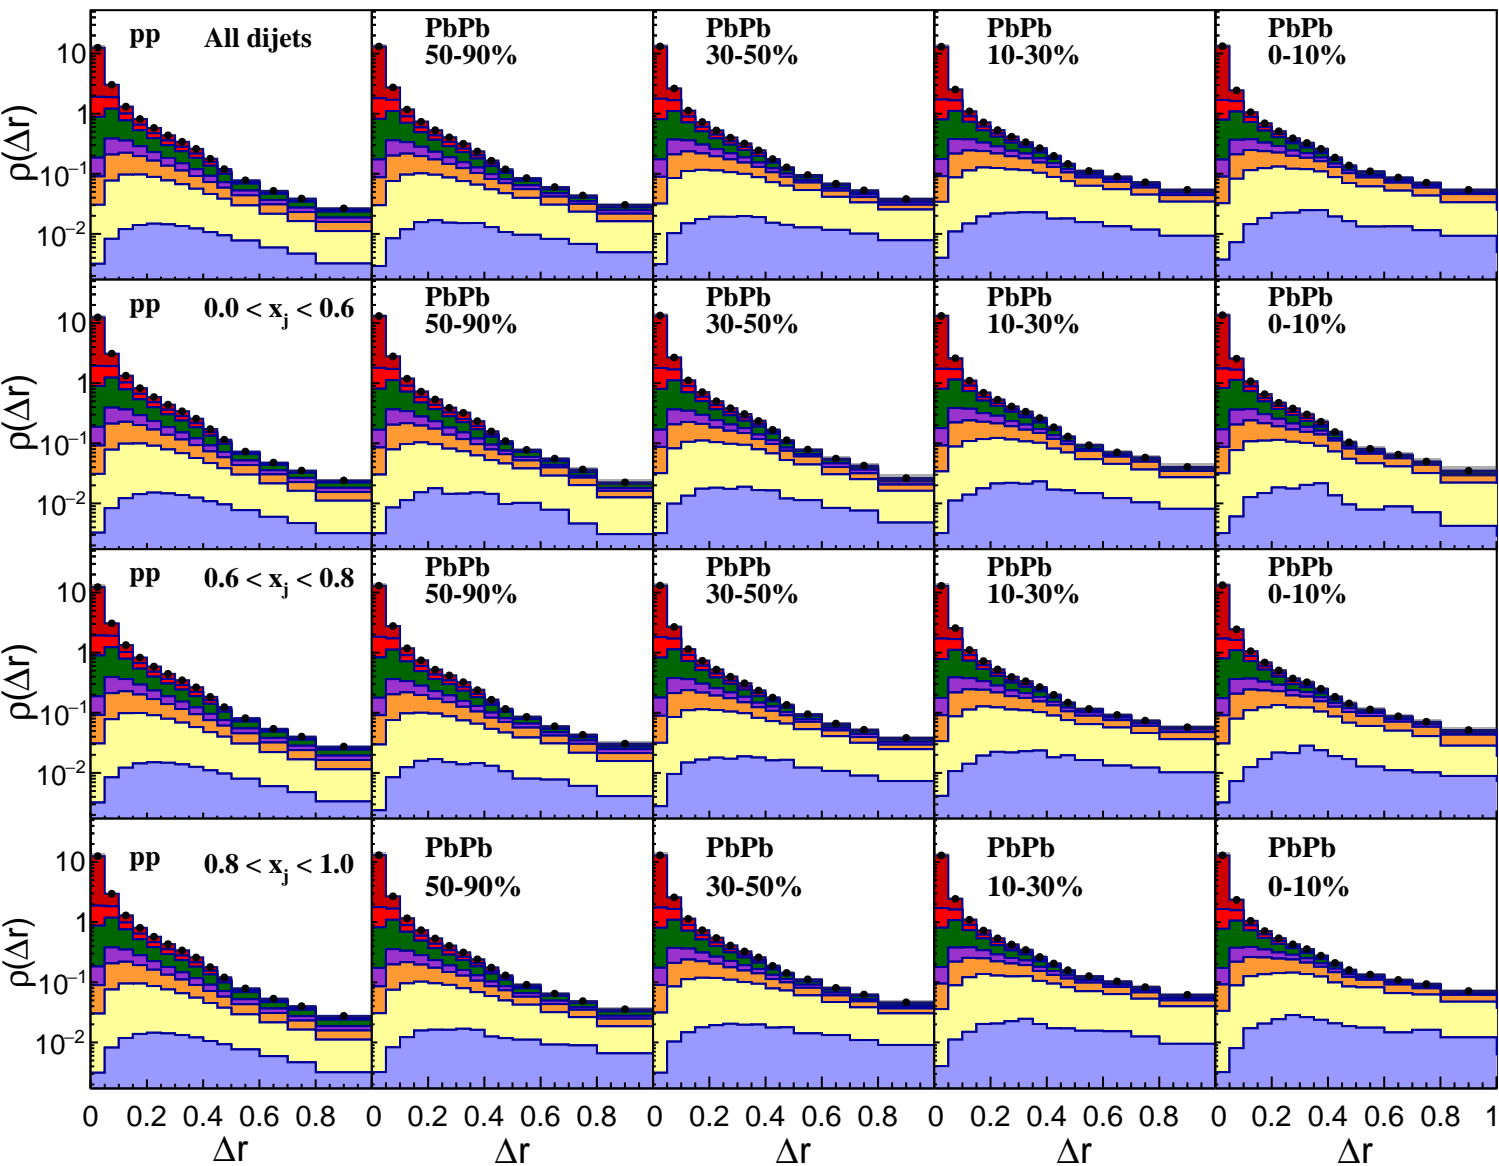 pp All dijets
PbPb
50-90%
PbPb
30-50%
PbPb
10-30%
PbPb
0-10%
ρ(Δr)
10
1
10⁻¹
10⁻²
pp 0.0 < x_j < 0.6
PbPb
50-90%
PbPb
30-50%
PbPb
10-30%
PbPb
0-10%
ρ(Δr)
10
1
10⁻¹
10⁻²
pp 0.6 < x_j < 0.8
PbPb
50-90%
PbPb
30-50%
PbPb
10-30%
PbPb
0-10%
ρ(Δr)
10
1
10⁻¹
10⁻²
pp 0.8 < x_j < 1.0
PbPb
50-90%
PbPb
30-50%
PbPb
10-30%
PbPb
0-10%
ρ(Δr)
10
1
10⁻¹
10⁻²
0 0.2 0.4 0.6 0.8 0 0.2 0.4 0.6 0.8 0 0.2 0.4 0.6 0.8 0 0.2 0.4 0.6 0.8 0 0.2 0.4 0.6 0.8 1
Δr Δr Δr Δr Δr